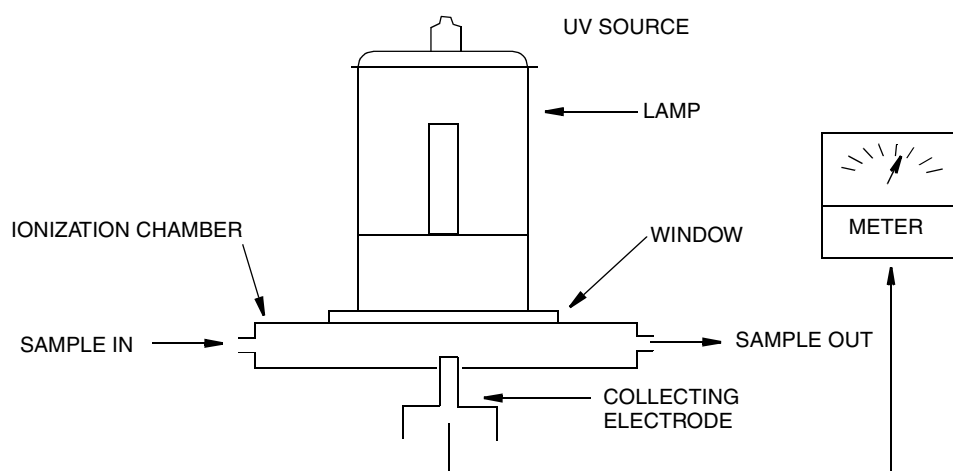 UV SOURCE
LAMP
METER
IONIZATION CHAMBER
WINDOW
SAMPLE IN
SAMPLE OUT
COLLECTING
ELECTRODE